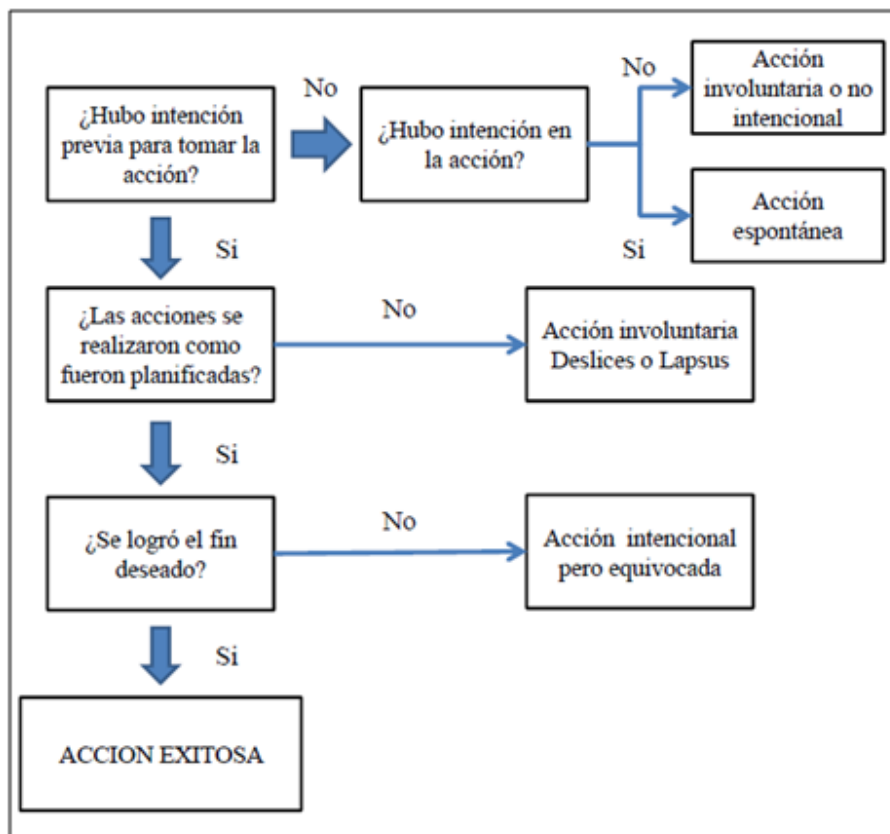 ¿Hubo intención
previa para tomar la
acción?
No
¿Hubo intención en
la acción?
No
Acción
involuntaria o no
intencional
Si
Acción
espontánea
Si
¿Las acciones se
realizaron como
fueron planificadas?
No
Acción involuntaria
Deslices o Lapsus
Si
¿Se logró el fin
deseado?
No
Acción intencional
pero equivocada
Si
ACCION EXITOSA